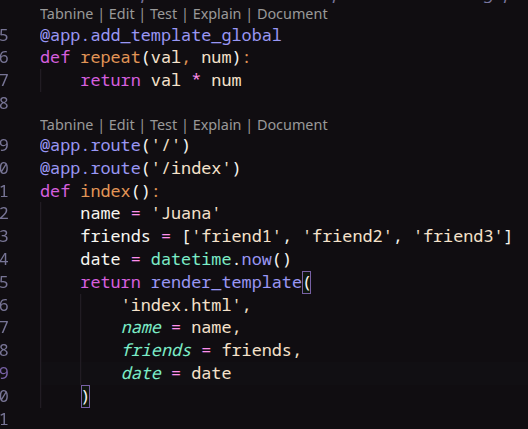 Tabnine | Edit | Test | Explain | Document
5 @app.add_template_global
6 def repeat(val, num):
7     return val * num
8
Tabnine | Edit | Test | Explain | Document
9 @app.route('/')
0 @app.route('/index')
1 def index():
2     name = 'Juana'
3     friends = ['friend1', 'friend2', 'friend3']
4     date = datetime.now()
5     return render_template(
6         'index.html',
7         name = name,
8         friends = friends,
9         date = date
0     )
1